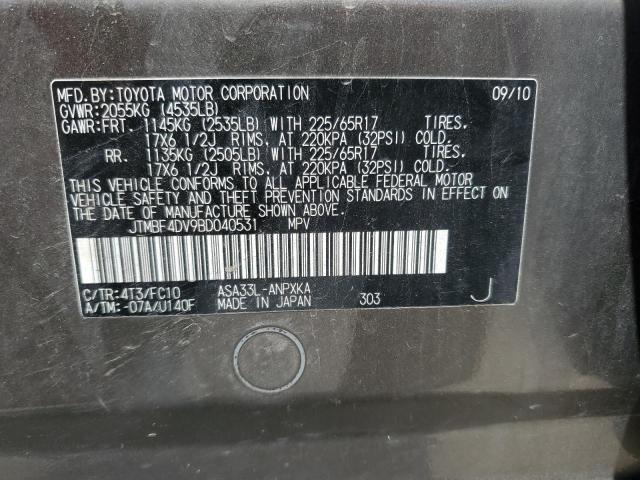 MFD.BY:TOYOTA MOTOR CORPORATION 09/10
GVWR:2055KG (4535LB)
GAWR:FRT. 1145KG (2535LB) WITH 225/65R17 TIRES.
17X6 1/2J RIMS. AT 220KPA (32PSI) COLD.
RR. 1135KG (2505LB) WITH 225/65R17 TIRES.
17X6 1/2J RIMS. AT 220KPA (32PSI) COLD.
THIS VEHICLE CONFORMS TO ALL APPLICABLE FEDERAL MOTOR
VEHICLE SAFETY AND THEFT PREVENTION STANDARDS IN EFFECT
ON THE DATE OF MANUFACTURE SHOWN ABOVE.
JTMBF4DV9BD040531 MPV
C/TR:4T3/FC10 ASA33L-ANPXKA
A/TM:-07A/U140F MADE IN JAPAN 303 J